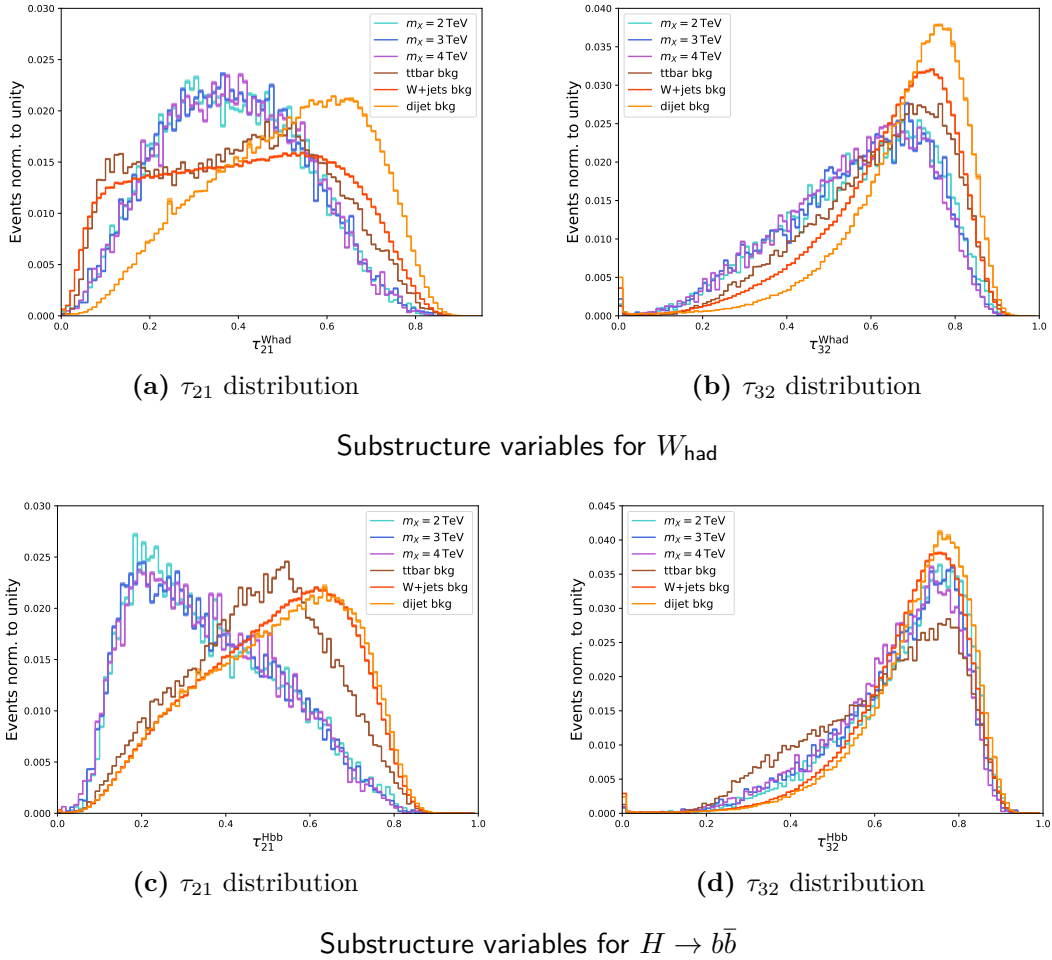 0.030
0.025
0.020
0.015
0.010
0.005
0.000
Events norm. to unity
0.0 0.2 0.4 0.6 0.8
τ₂₁^Whad
m_X = 2 TeV
m_X = 3 TeV
m_X = 4 TeV
ttbar bkg
W+jets bkg
dijet bkg
(a) τ₂₁ distribution
0.040
0.035
0.030
0.025
0.020
0.015
0.010
0.005
0.000
Events norm. to unity
0.0 0.2 0.4 0.6 0.8 1.0
τ₃₂^Whad
m_X = 2 TeV
m_X = 3 TeV
m_X = 4 TeV
ttbar bkg
W+jets bkg
dijet bkg
(b) τ₃₂ distribution
Substructure variables for W_had
0.030
0.025
0.020
0.015
0.010
0.005
0.000
Events norm. to unity
0.0 0.2 0.4 0.6 0.8 1.0
τ₂₁^Hbb
m_X = 2 TeV
m_X = 3 TeV
m_X = 4 TeV
ttbar bkg
W+jets bkg
dijet bkg
(c) τ₂₁ distribution
0.045
0.040
0.035
0.030
0.025
0.020
0.015
0.010
0.005
0.000
Events norm. to unity
0.0 0.2 0.4 0.6 0.8 1.0
τ₃₂^Hbb
m_X = 2 TeV
m_X = 3 TeV
m_X = 4 TeV
ttbar bkg
W+jets bkg
dijet bkg
(d) τ₃₂ distribution
Substructure variables for H → bb̄